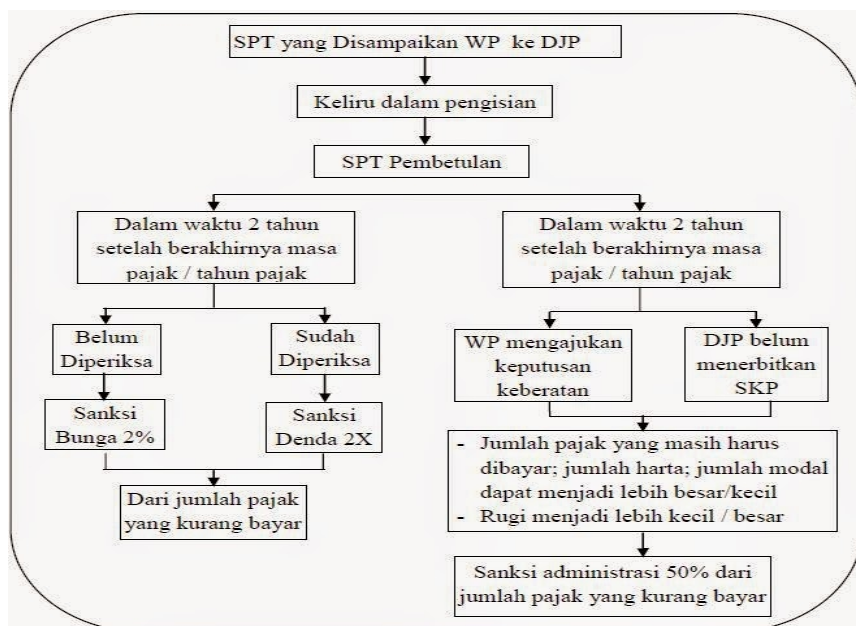 SPT yang Disampaikan WP ke DJP
Keliru dalam pengisian
SPT Pembetulan
Dalam waktu 2 tahun
setelah berakhirnya masa
pajak / tahun pajak
Belum
Diperiksa
Sudah
Diperiksa
Sanksi
Bunga 2%
Sanksi
Denda 2X
Dari jumlah pajak
yang kurang bayar
Dalam waktu 2 tahun
setelah berakhirnya masa
pajak / tahun pajak
WP mengajukan
keputusan
keberatan
DJP belum
menerbitkan
SKP
- Jumlah pajak yang masih harus
dibayar; jumlah harta; jumlah modal
dapat menjadi lebih besar/kecil
- Rugi menjadi lebih kecil / besar
Sanksi administrasi 50% dari
jumlah pajak yang kurang bayar